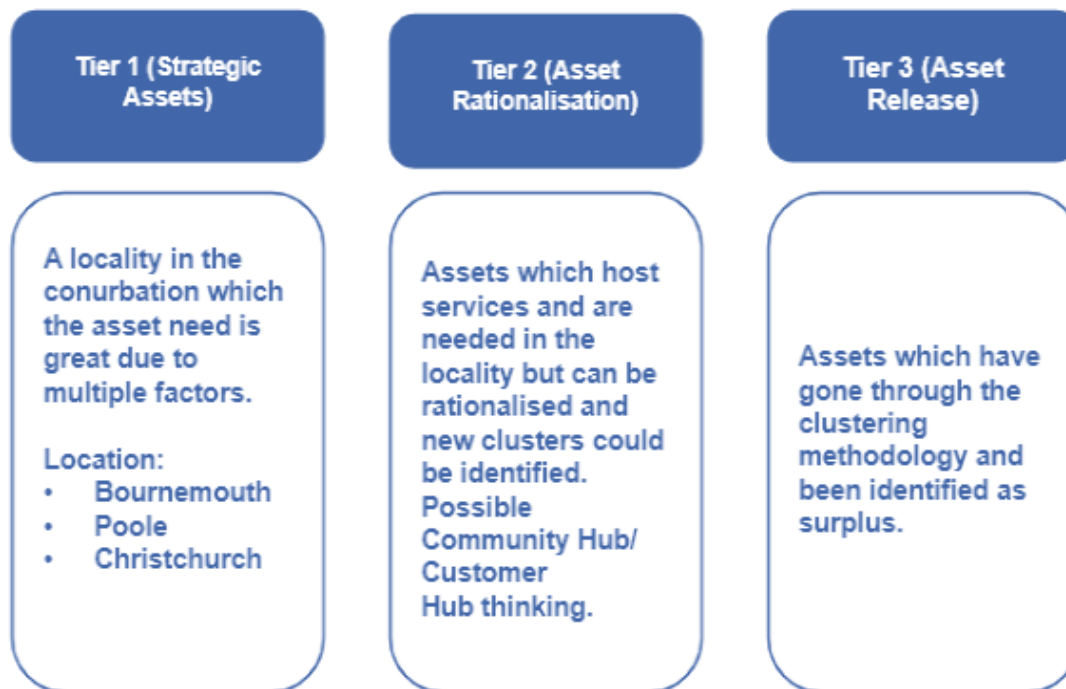 Tier 1 (Strategic
Assets)
A locality in the
conurbation which
the asset need is
great due to
multiple factors.
Location:
• Bournemouth
• Poole
• Christchurch
Tier 2 (Asset
Rationalisation)
Assets which host
services and are
needed in the
locality but can be
rationalised and
new clusters could
be identified.
Possible
Community Hub/
Customer
Hub thinking.
Tier 3 (Asset
Release)
Assets which have
gone through the
clustering
methodology and
been identified as
surplus.